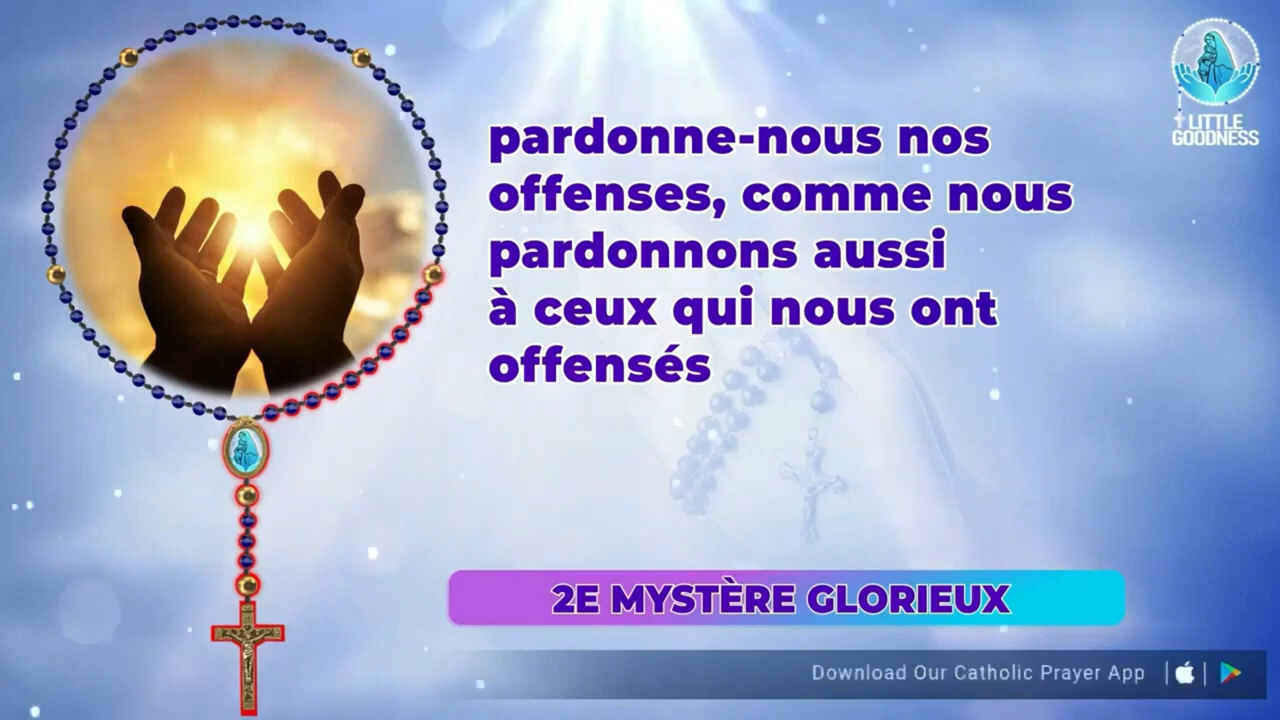 pardonne-nous nos
offenses, comme nous
pardonnons aussi
à ceux qui nous ont
offensés
LITTLE
GOODNESS
2E MYSTÈRE GLORIEUX
Download Our Catholic Prayer App